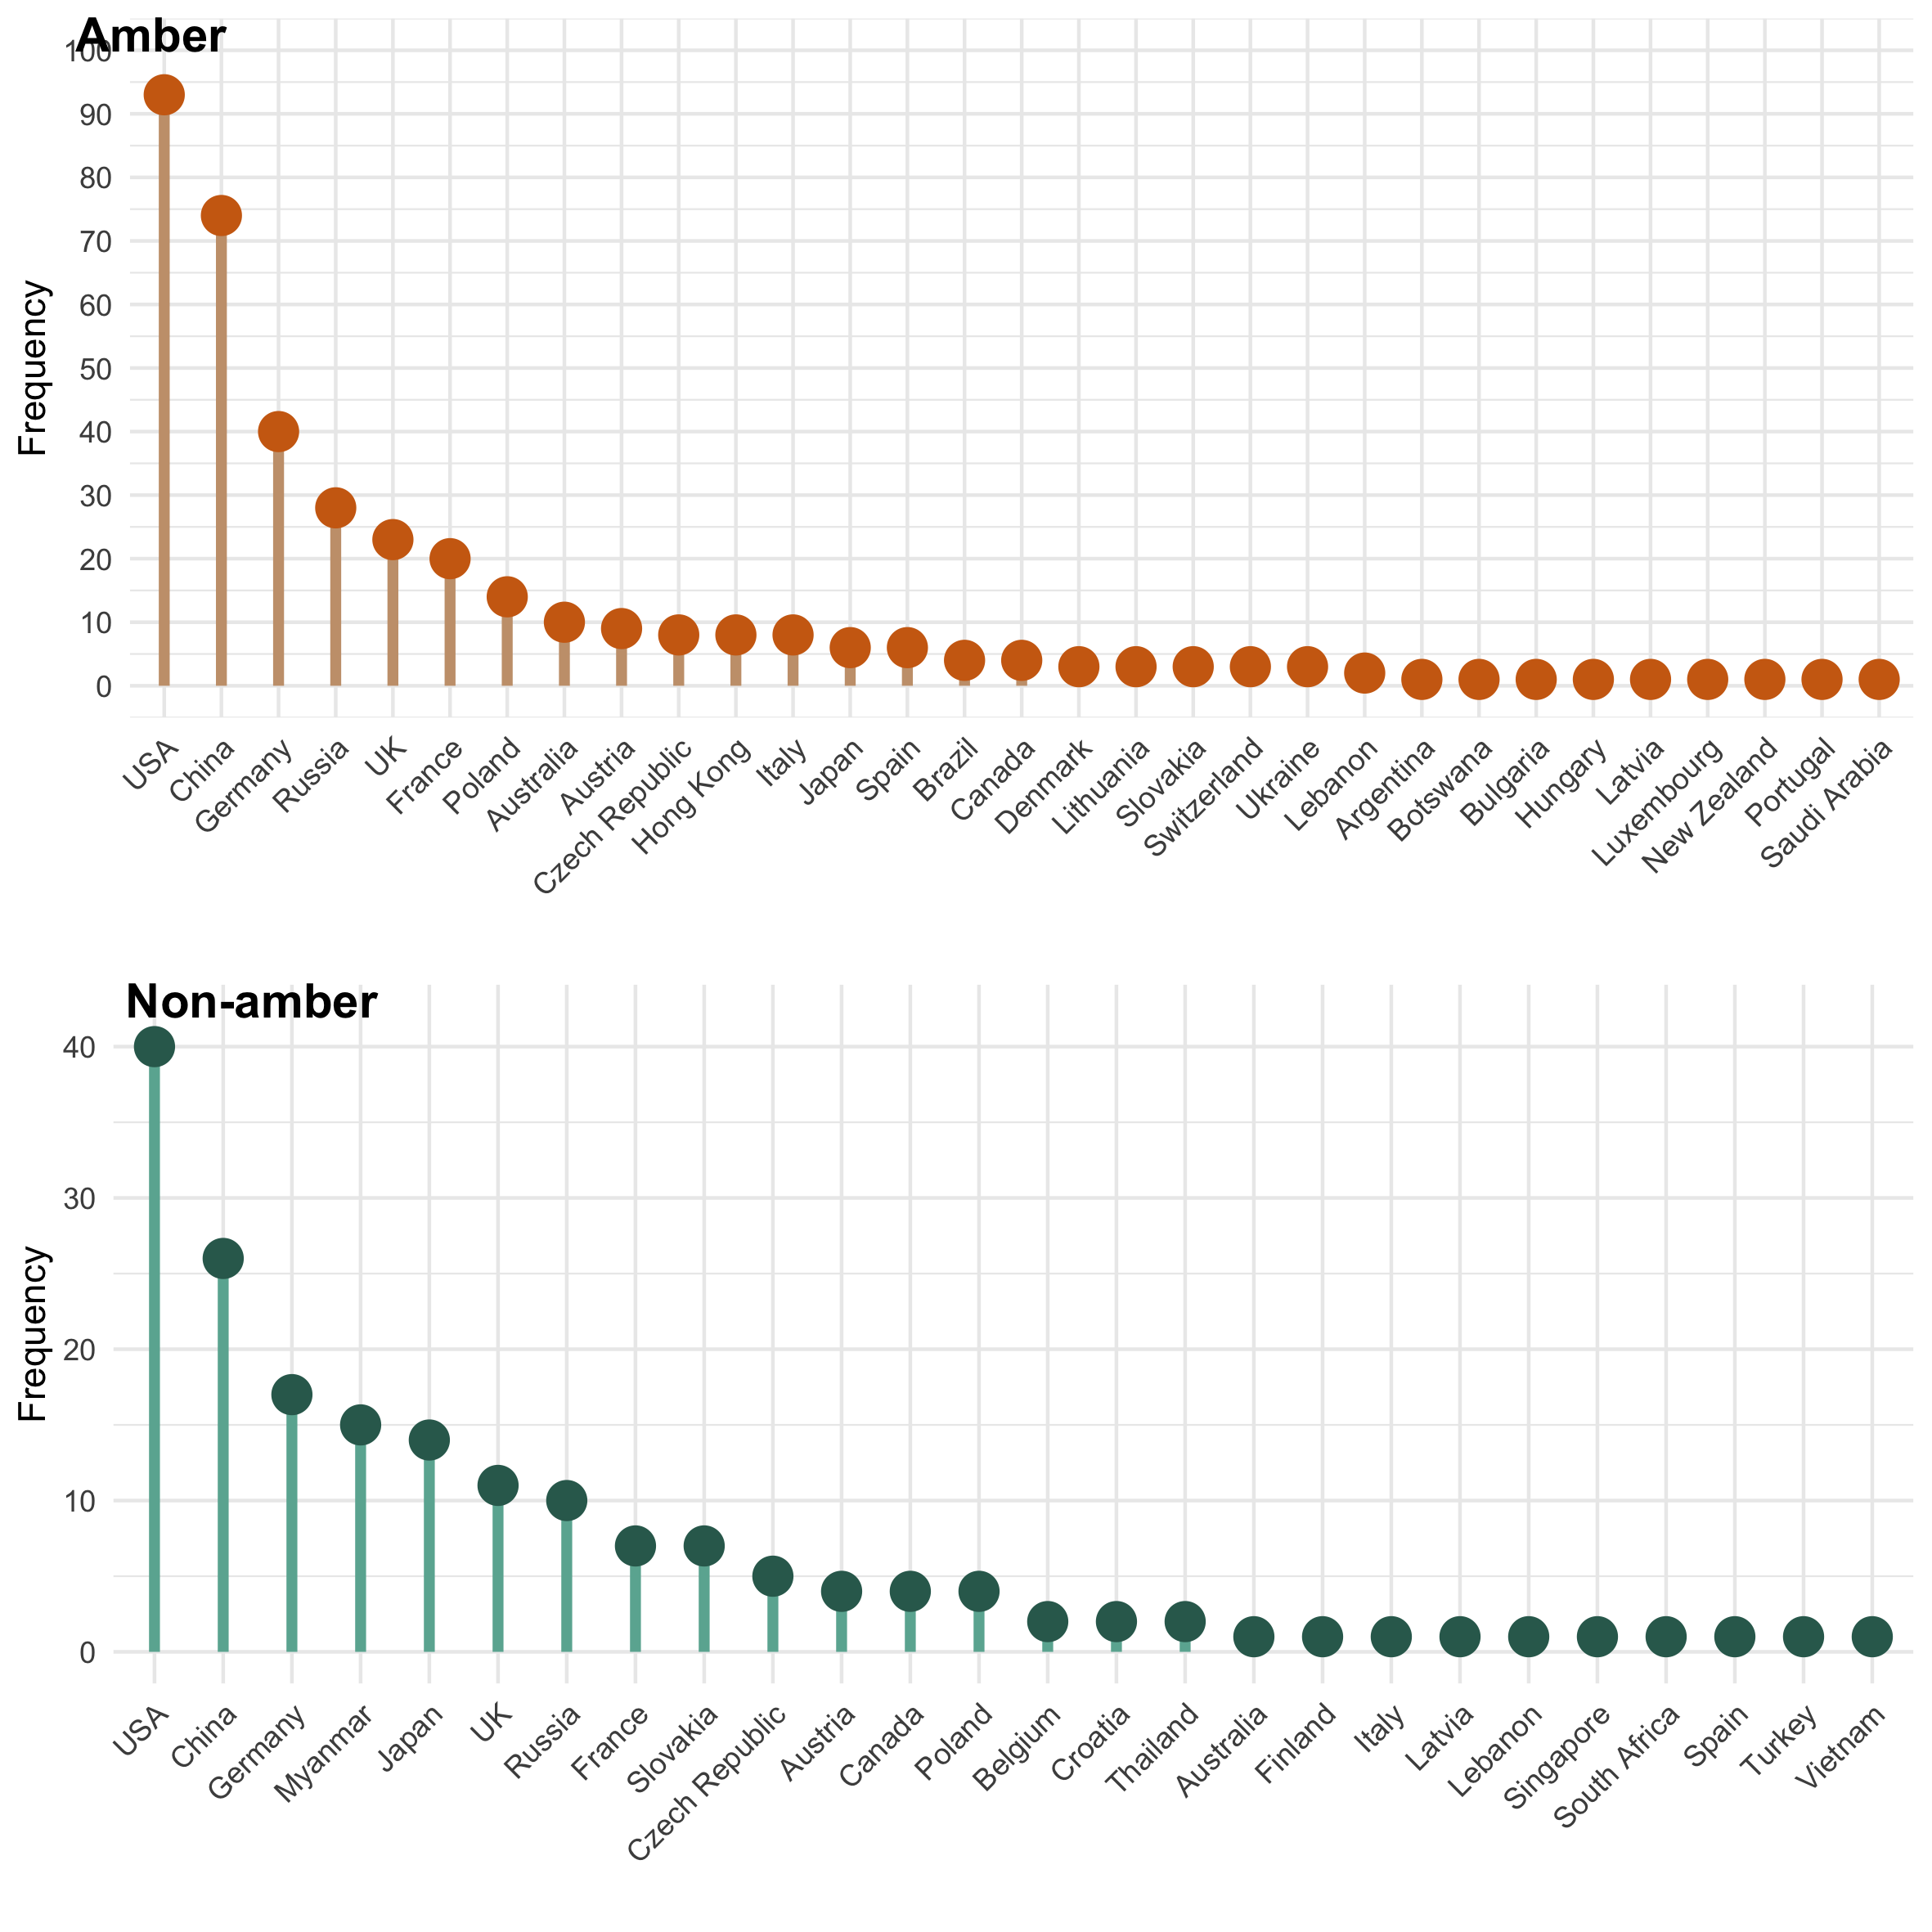 Amber
Frequency
100
90
80
70
60
50
40
30
20
10
0
USA
China
Germany
Russia
UK
France
Poland
Australia
Austria
Czech Republic
Hong Kong
Italy
Japan
Spain
Brazil
Canada
Denmark
Lithuania
Slovakia
Switzerland
Ukraine
Lebanon
Argentina
Botswana
Bulgaria
Hungary
Latvia
Luxembourg
New Zealand
Portugal
Saudi Arabia
Non-amber
Frequency
40
30
20
10
0
USA
China
Germany
Myanmar
Japan
UK
Russia
France
Slovakia
Czech Republic
Austria
Canada
Poland
Belgium
Croatia
Thailand
Australia
Finland
Italy
Latvia
Lebanon
Singapore
South Africa
Spain
Turkey
Vietnam